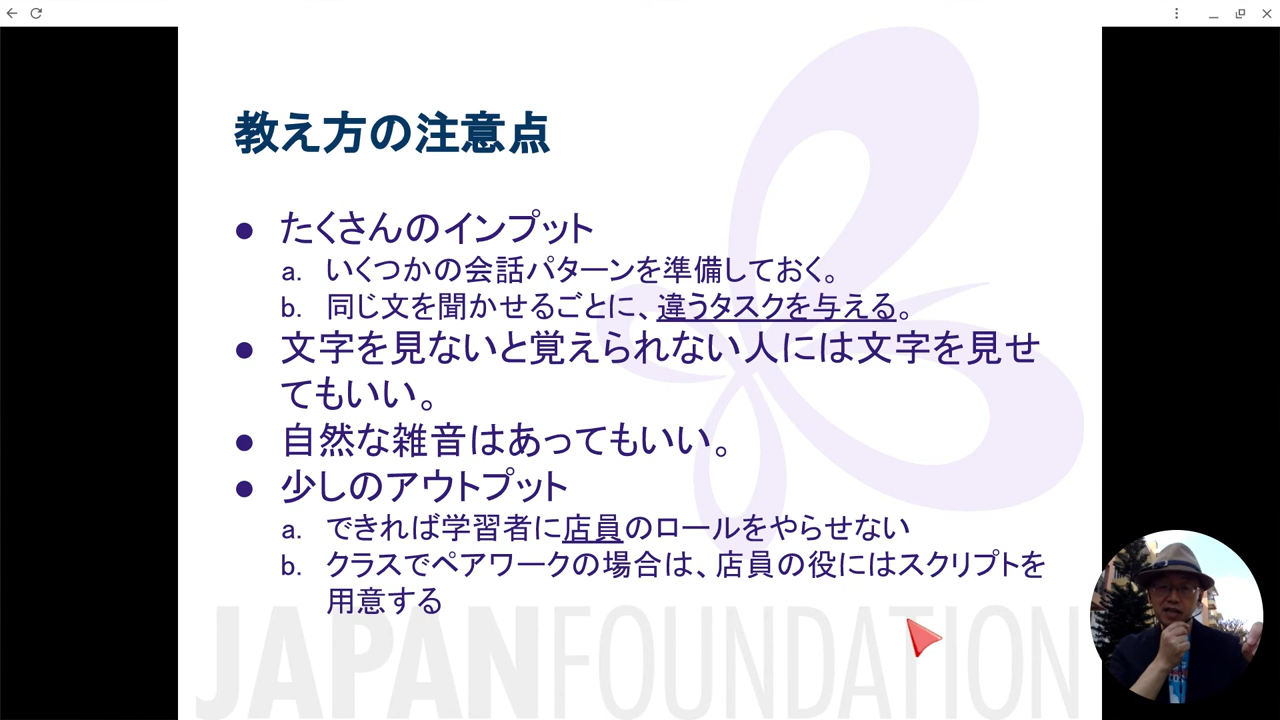 教え方の注意点
● たくさんのインプット
a. いくつかの会話パターンを準備しておく。
b. 同じ文を聞かせるごとに、違うタスクを与える。
● 文字を見ないと覚えられない人には文字を見せ
てもいい。
● 自然な雑音はあってもいい。
● 少しのアウトプット
a. できれば学習者に店員のロールをやらせない
b. クラスでペアワークの場合は、店員の役にはスクリプトを
用意する
JAPANFOUNDATION